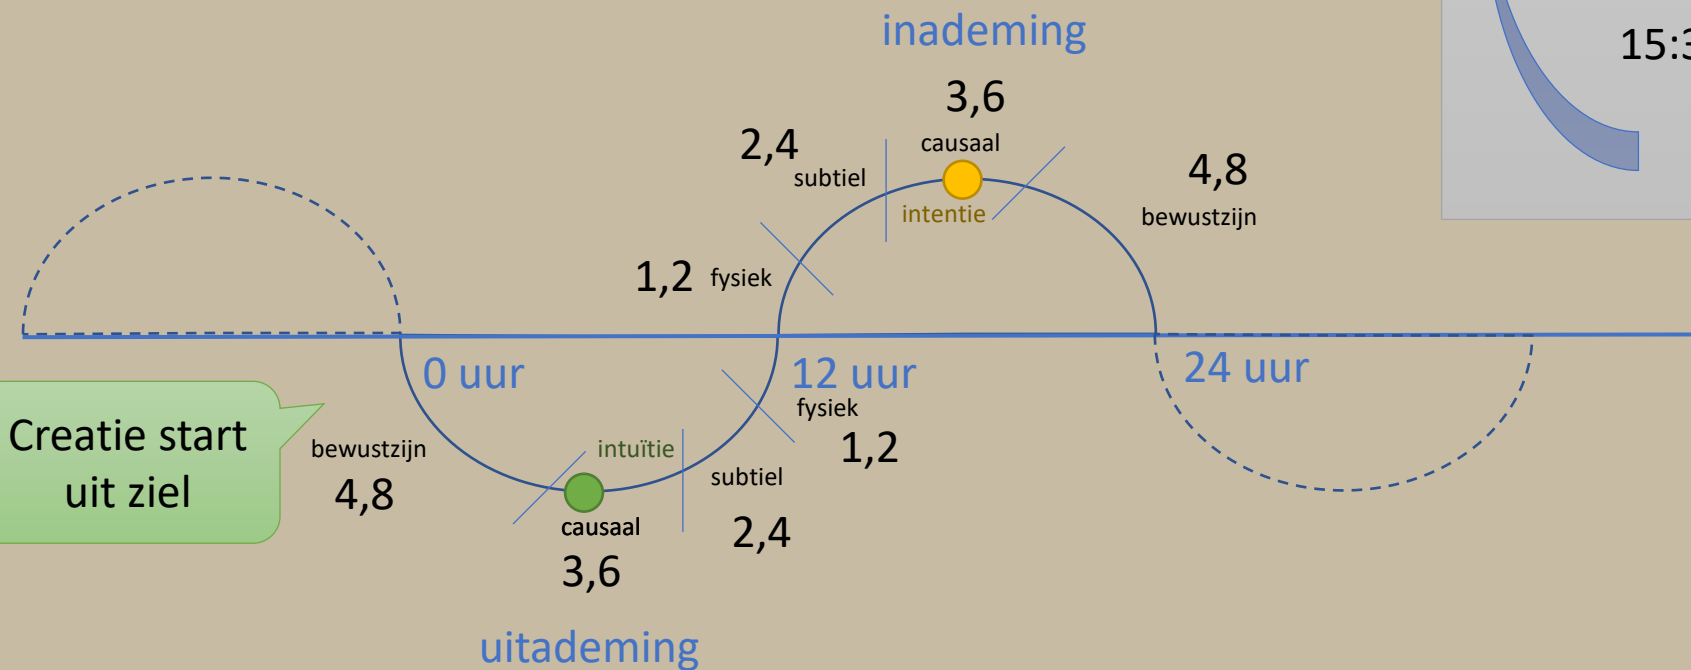 inademing
15:3
3,6
causaal
2,4
subtiel
intentie
4,8
bewustzijn
1,2 fysiek
0 uur
12 uur
24 uur
Creatie start
uit ziel
fysiek
1,2
bewustzijn
4,8
intuïtie
subtiel
2,4
causaal
3,6
uitademing